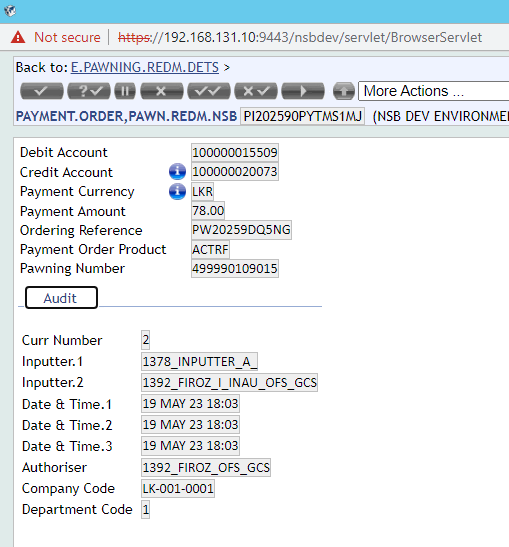 Not secure | https://192.168.131.10:9443/nsbdev/servlet/BrowserServlet
Back to: E.PAWNING.REDM.DETS >
More Actions ...
PAYMENT.ORDER,PAWN.REDM.NSB PI202590PYTMS1MJ (NSB DEV ENVIRONME
Debit Account 100000015509
Credit Account 100000020073
Payment Currency LKR
Payment Amount 78.00
Ordering Reference PW20259DQ5NG
Payment Order Product ACTRF
Pawning Number 499990109015
Audit
Curr Number 2
Inputter.1 1378_INPUTTER_A_
Inputter.2 1392_FIROZ_I_INAU_OFS_GCS
Date & Time.1 19 MAY 23 18:03
Date & Time.2 19 MAY 23 18:03
Date & Time.3 19 MAY 23 18:03
Authoriser 1392_FIROZ_OFS_GCS
Company Code LK-001-0001
Department Code 1